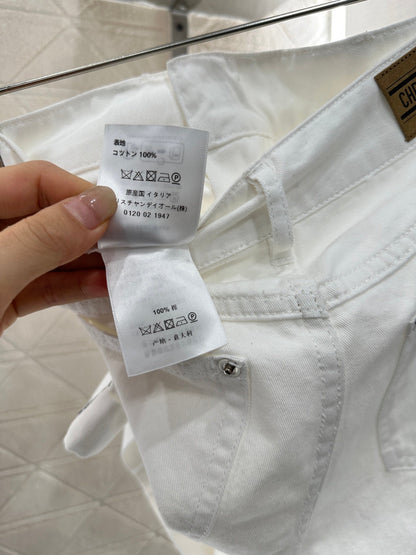 表地
コットン 100%
原産国 イタリア
リスチャンディオール(株)
0120 02 1947
100% 棉
产地 : 意大利
CH